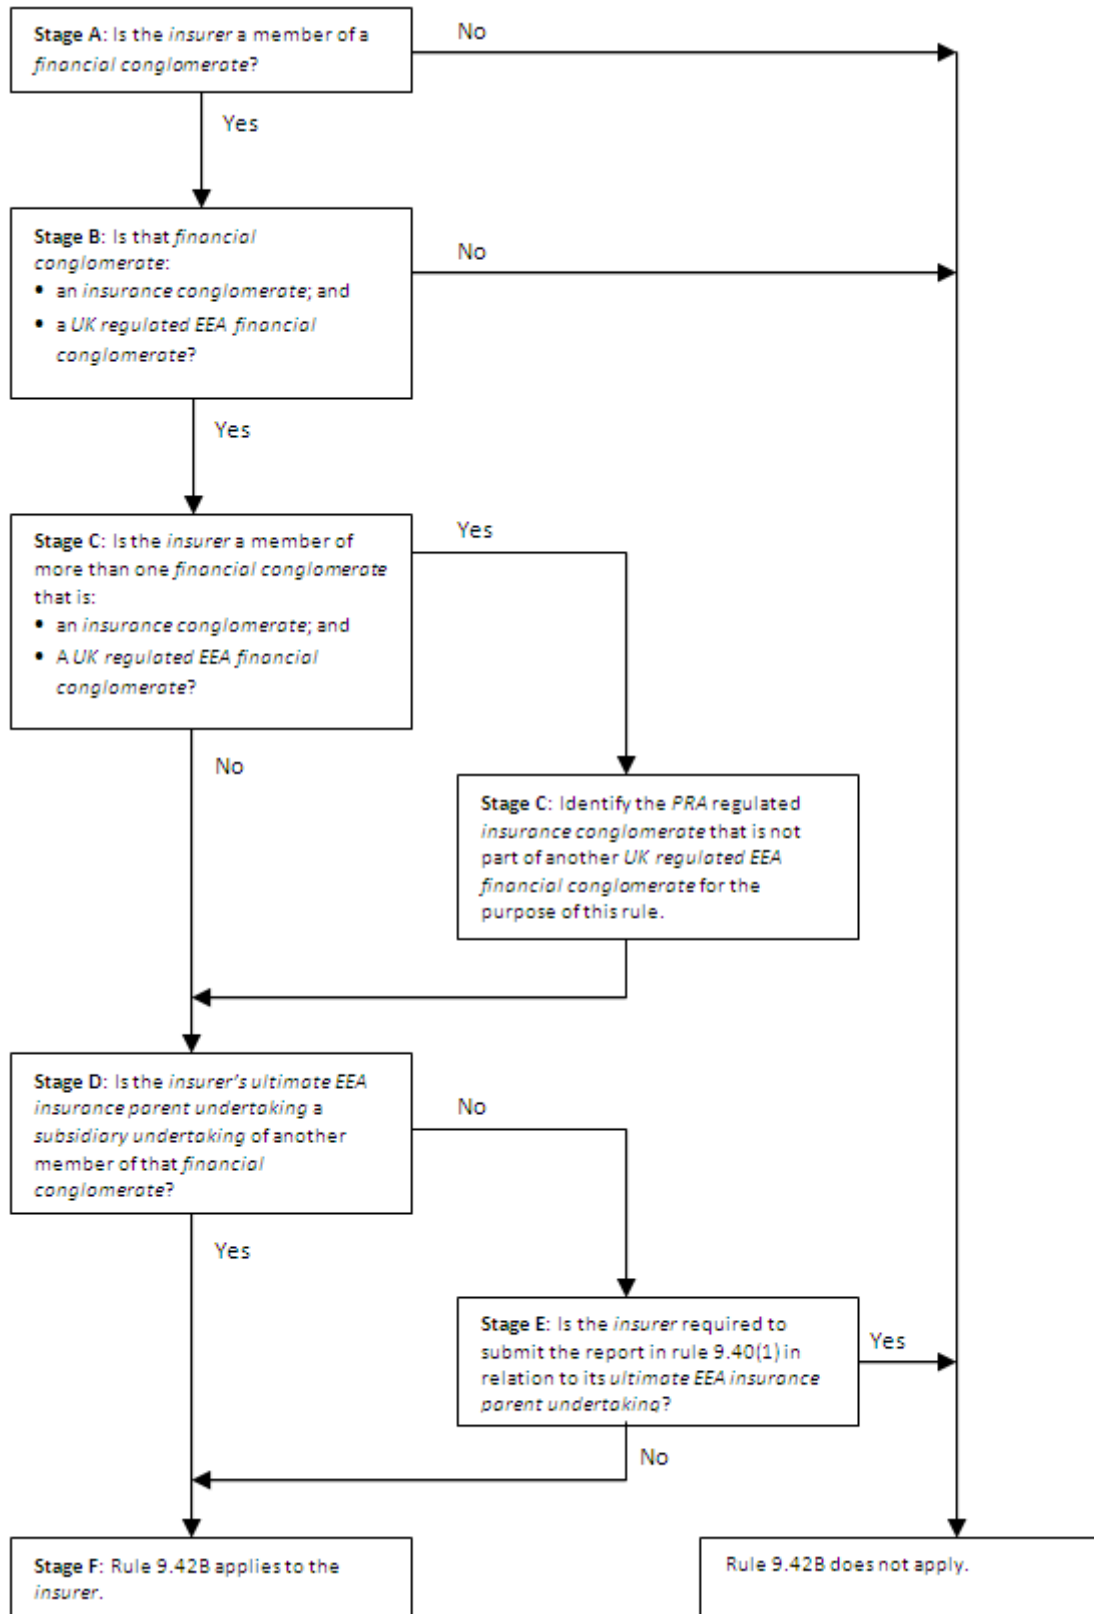 Stage A: Is the insurer a member of a
financial conglomerate?
No
Yes
Stage B: Is that financial
conglomerate:
• an insurance conglomerate; and
• a UK regulated EEA financial
conglomerate?
No
Yes
Stage C: Is the insurer a member of
more than one financial conglomerate
that is:
• an insurance conglomerate; and
• A UK regulated EEA financial
conglomerate?
Yes
No
Stage C: Identify the PRA regulated
insurance conglomerate that is not
part of another UK regulated EEA
financial conglomerate for the
purpose of this rule.
Stage D: Is the insurer's ultimate EEA
insurance parent undertaking a
subsidiary undertaking of another
member of that financial
conglomerate?
No
Yes
Stage E: Is the insurer required to
submit the report in rule 9.40(1) in
relation to its ultimate EEA insurance
parent undertaking?
Yes
No
Stage F: Rule 9.42B applies to the
insurer.
Rule 9.42B does not apply.